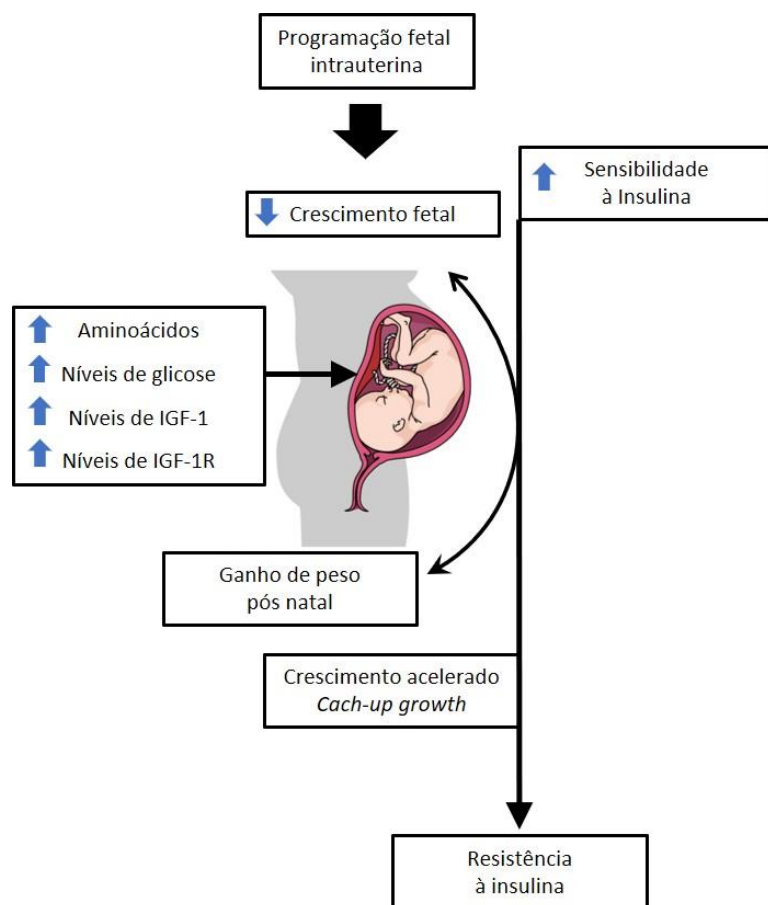 Programação fetal
intrauterina
Sensibilidade
à Insulina
Crescimento fetal
Aminoácidos
Níveis de glicose
Níveis de IGF-1
Níveis de IGF-1R
Ganho de peso
pós natal
Crescimento acelerado
Cach-up growth
Resistência
à insulina